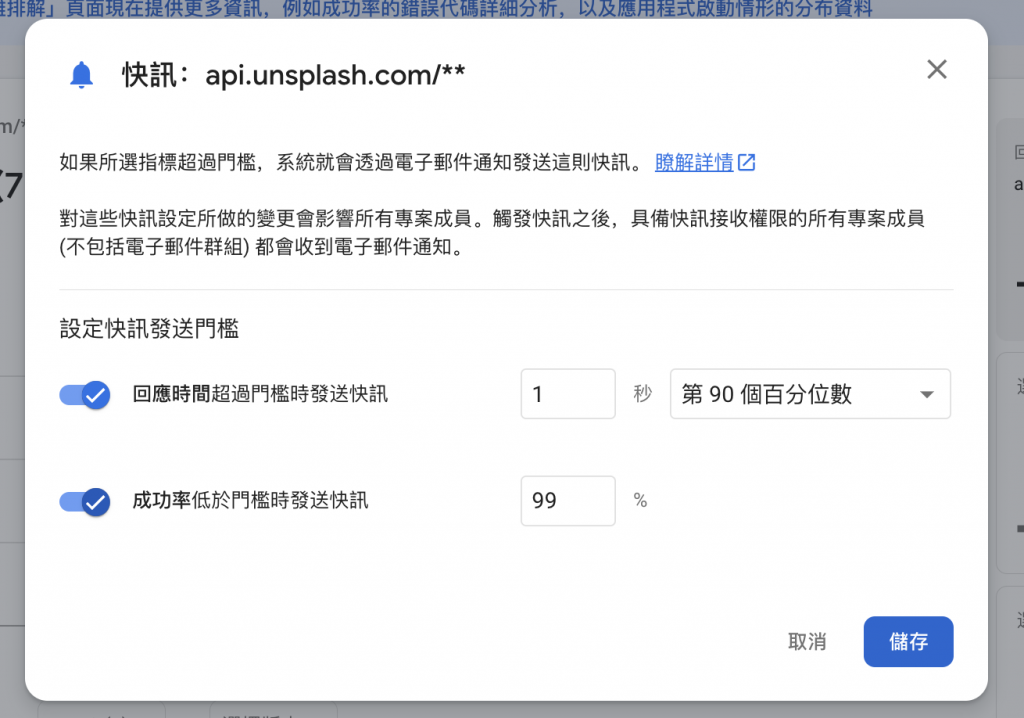 」頁面現在提供更多資訊，例如成功率的錯誤代碼詳細分析，以及應用程式啟動情形的分布資料
快訊：api.unsplash.com/**
如果所選指標超過門檻，系統就會透過電子郵件通知發送這則快訊。 瞭解詳情
對這些快訊設定所做的變更會影響所有專案成員。觸發快訊之後，具備快訊接收權限的所有專案成員
(不包括電子郵件群組) 都會收到電子郵件通知。
設定快訊發送門檻
回應時間超過門檻時發送快訊 1 秒 第 90 個百分位數
成功率低於門檻時發送快訊 99 %
取消 儲存